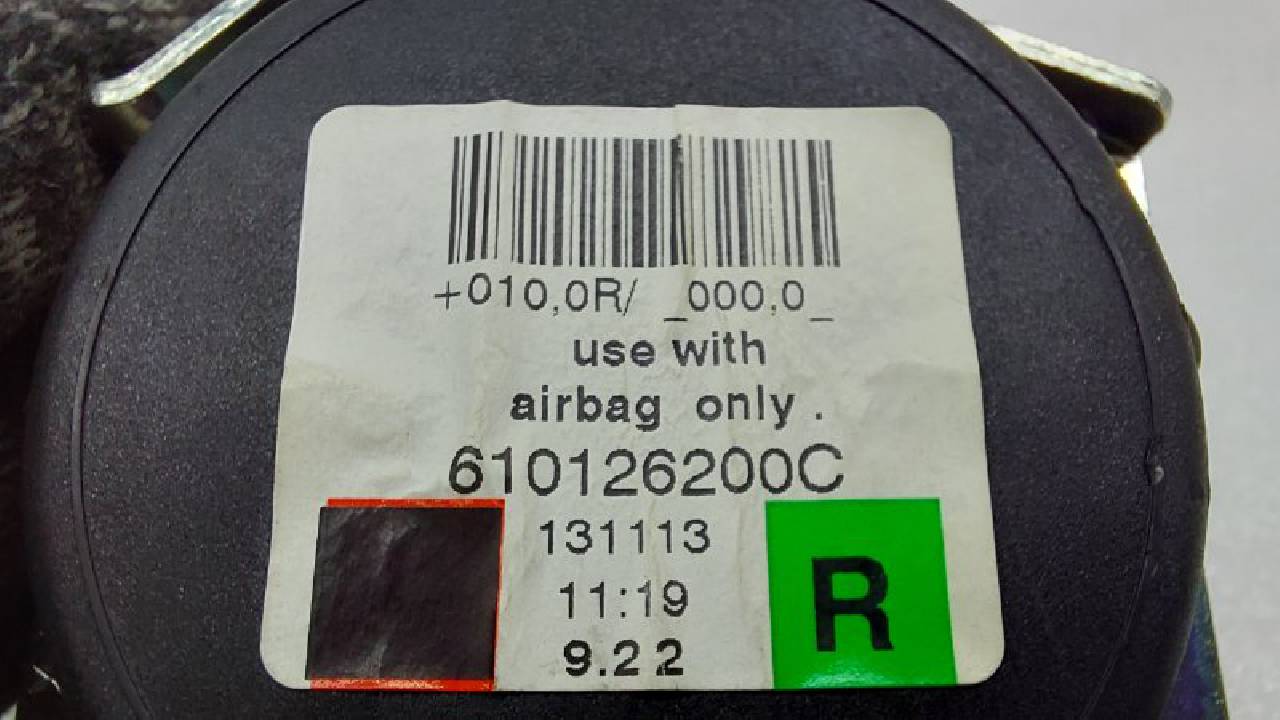 +010,0R/ _000,0_
use with
airbag only .
610126200C
131113
11:19
9.22
R